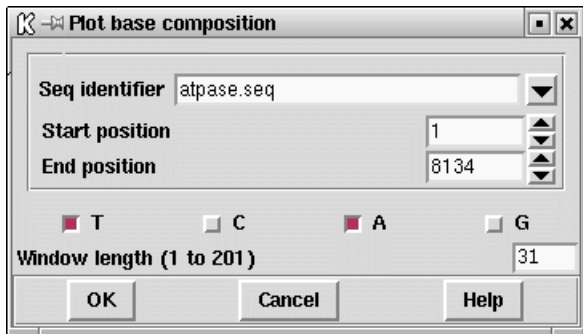 Plot base composition
Seq identifier atpase.seq
Start position 1
End position 8134
T C A G
Window length (1 to 201) 31
OK Cancel Help